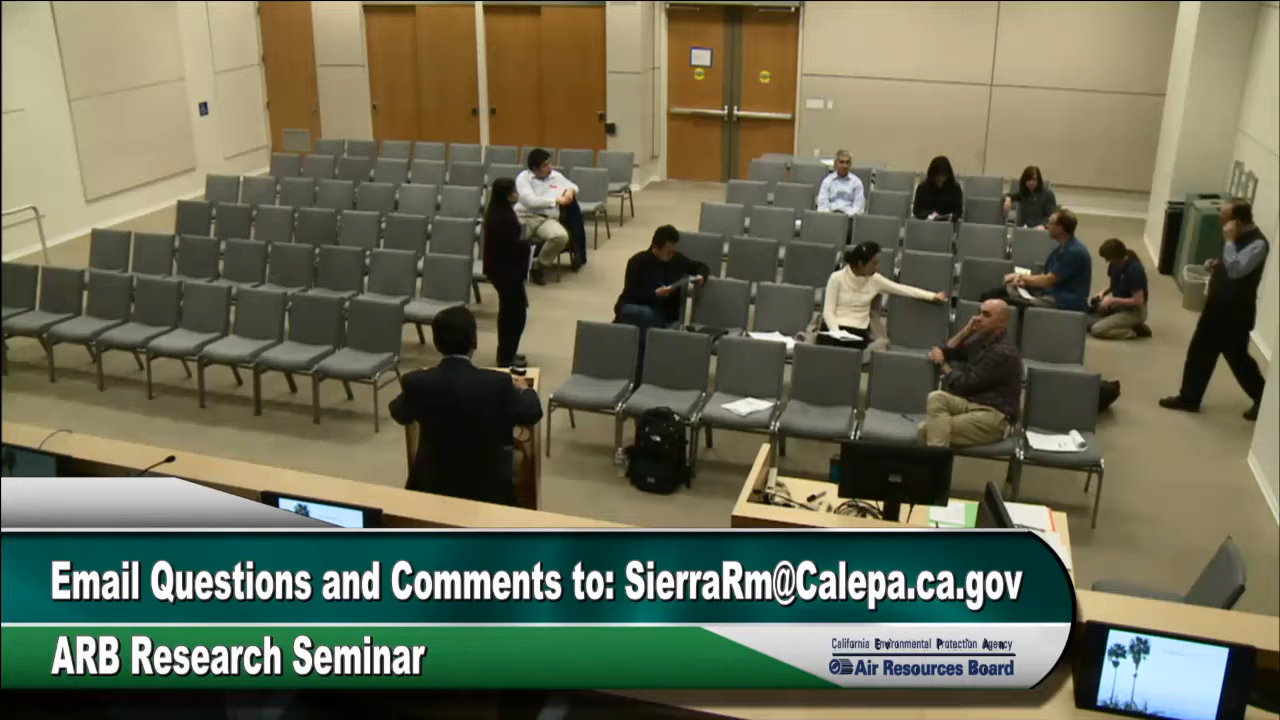 Email Questions and Comments to: SierraRm@Calepa.ca.gov
ARB Research Seminar
California Environmental Protection Agency
Air Resources Board